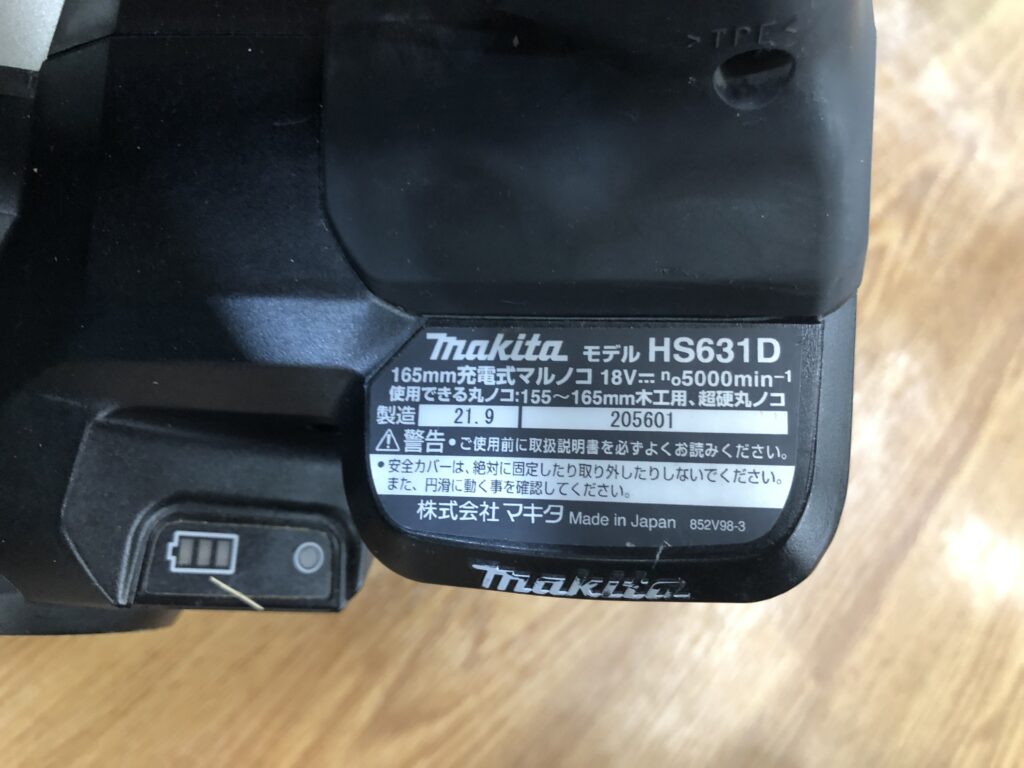 >TPE<
makita モデル HS631D
165mm充電式マルノコ 18V⎓ n₀5000min⁻¹
使用できる丸ノコ:155～165mm木工用、超硬丸ノコ
製造 21.9 205601
⚠警告 •ご使用前に取扱説明書を必ずよくお読みください。
•安全カバーは、絶対に固定したり取り外したりしないでください。
また、円滑に動く事を確認してください。
株式会社マキタ Made in Japan 852V98-3
makita